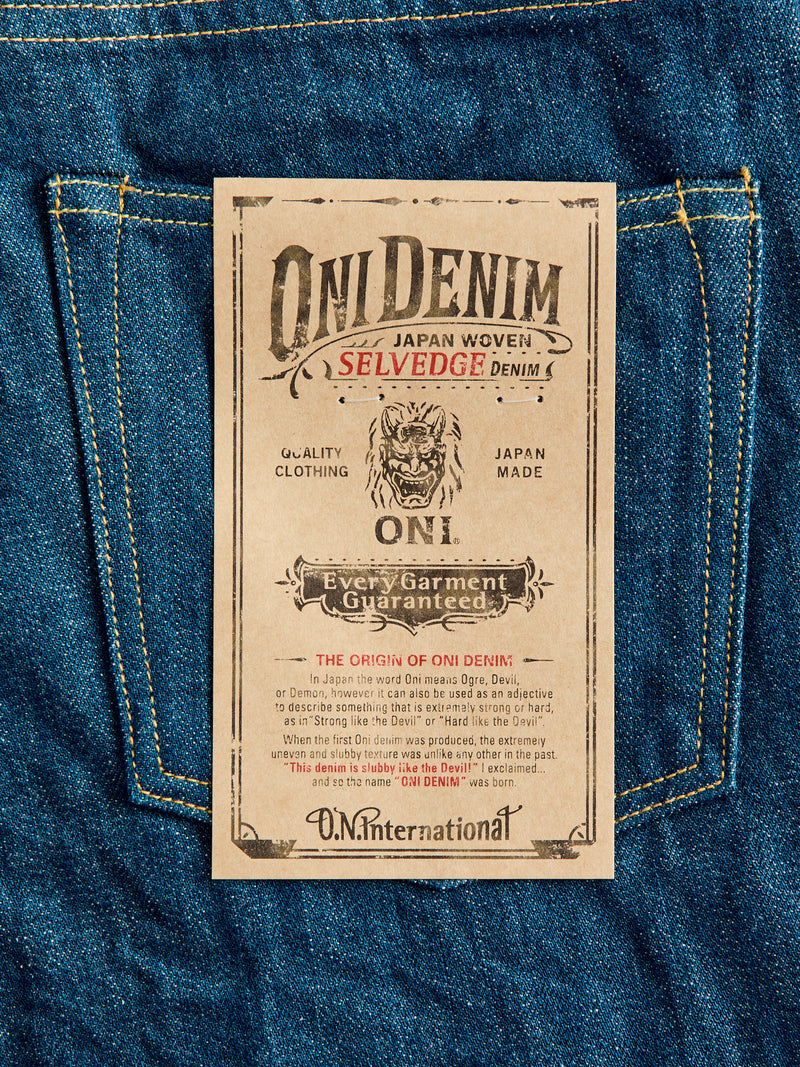 ONI DENIM
JAPAN WOVEN
SELVEDGE DENIM
QUALITY
CLOTHING
JAPAN
MADE
ONI®
Every Garment
Guaranteed
THE ORIGIN OF ONI DENIM
In Japan the word Oni means Ogre, Devil,
or Demon, however it can also be used as an adjective
to describe something that is extremely strong or hard,
as in "Strong like the Devil" or "Hard like the Devil".
When the first Oni denim was produced, the extremely
uneven and slubby texture was unlike any other in the past.
"This denim is slubby like the Devil!" I exclaimed...
and so the name "ONI DENIM" was born.
O.N.International